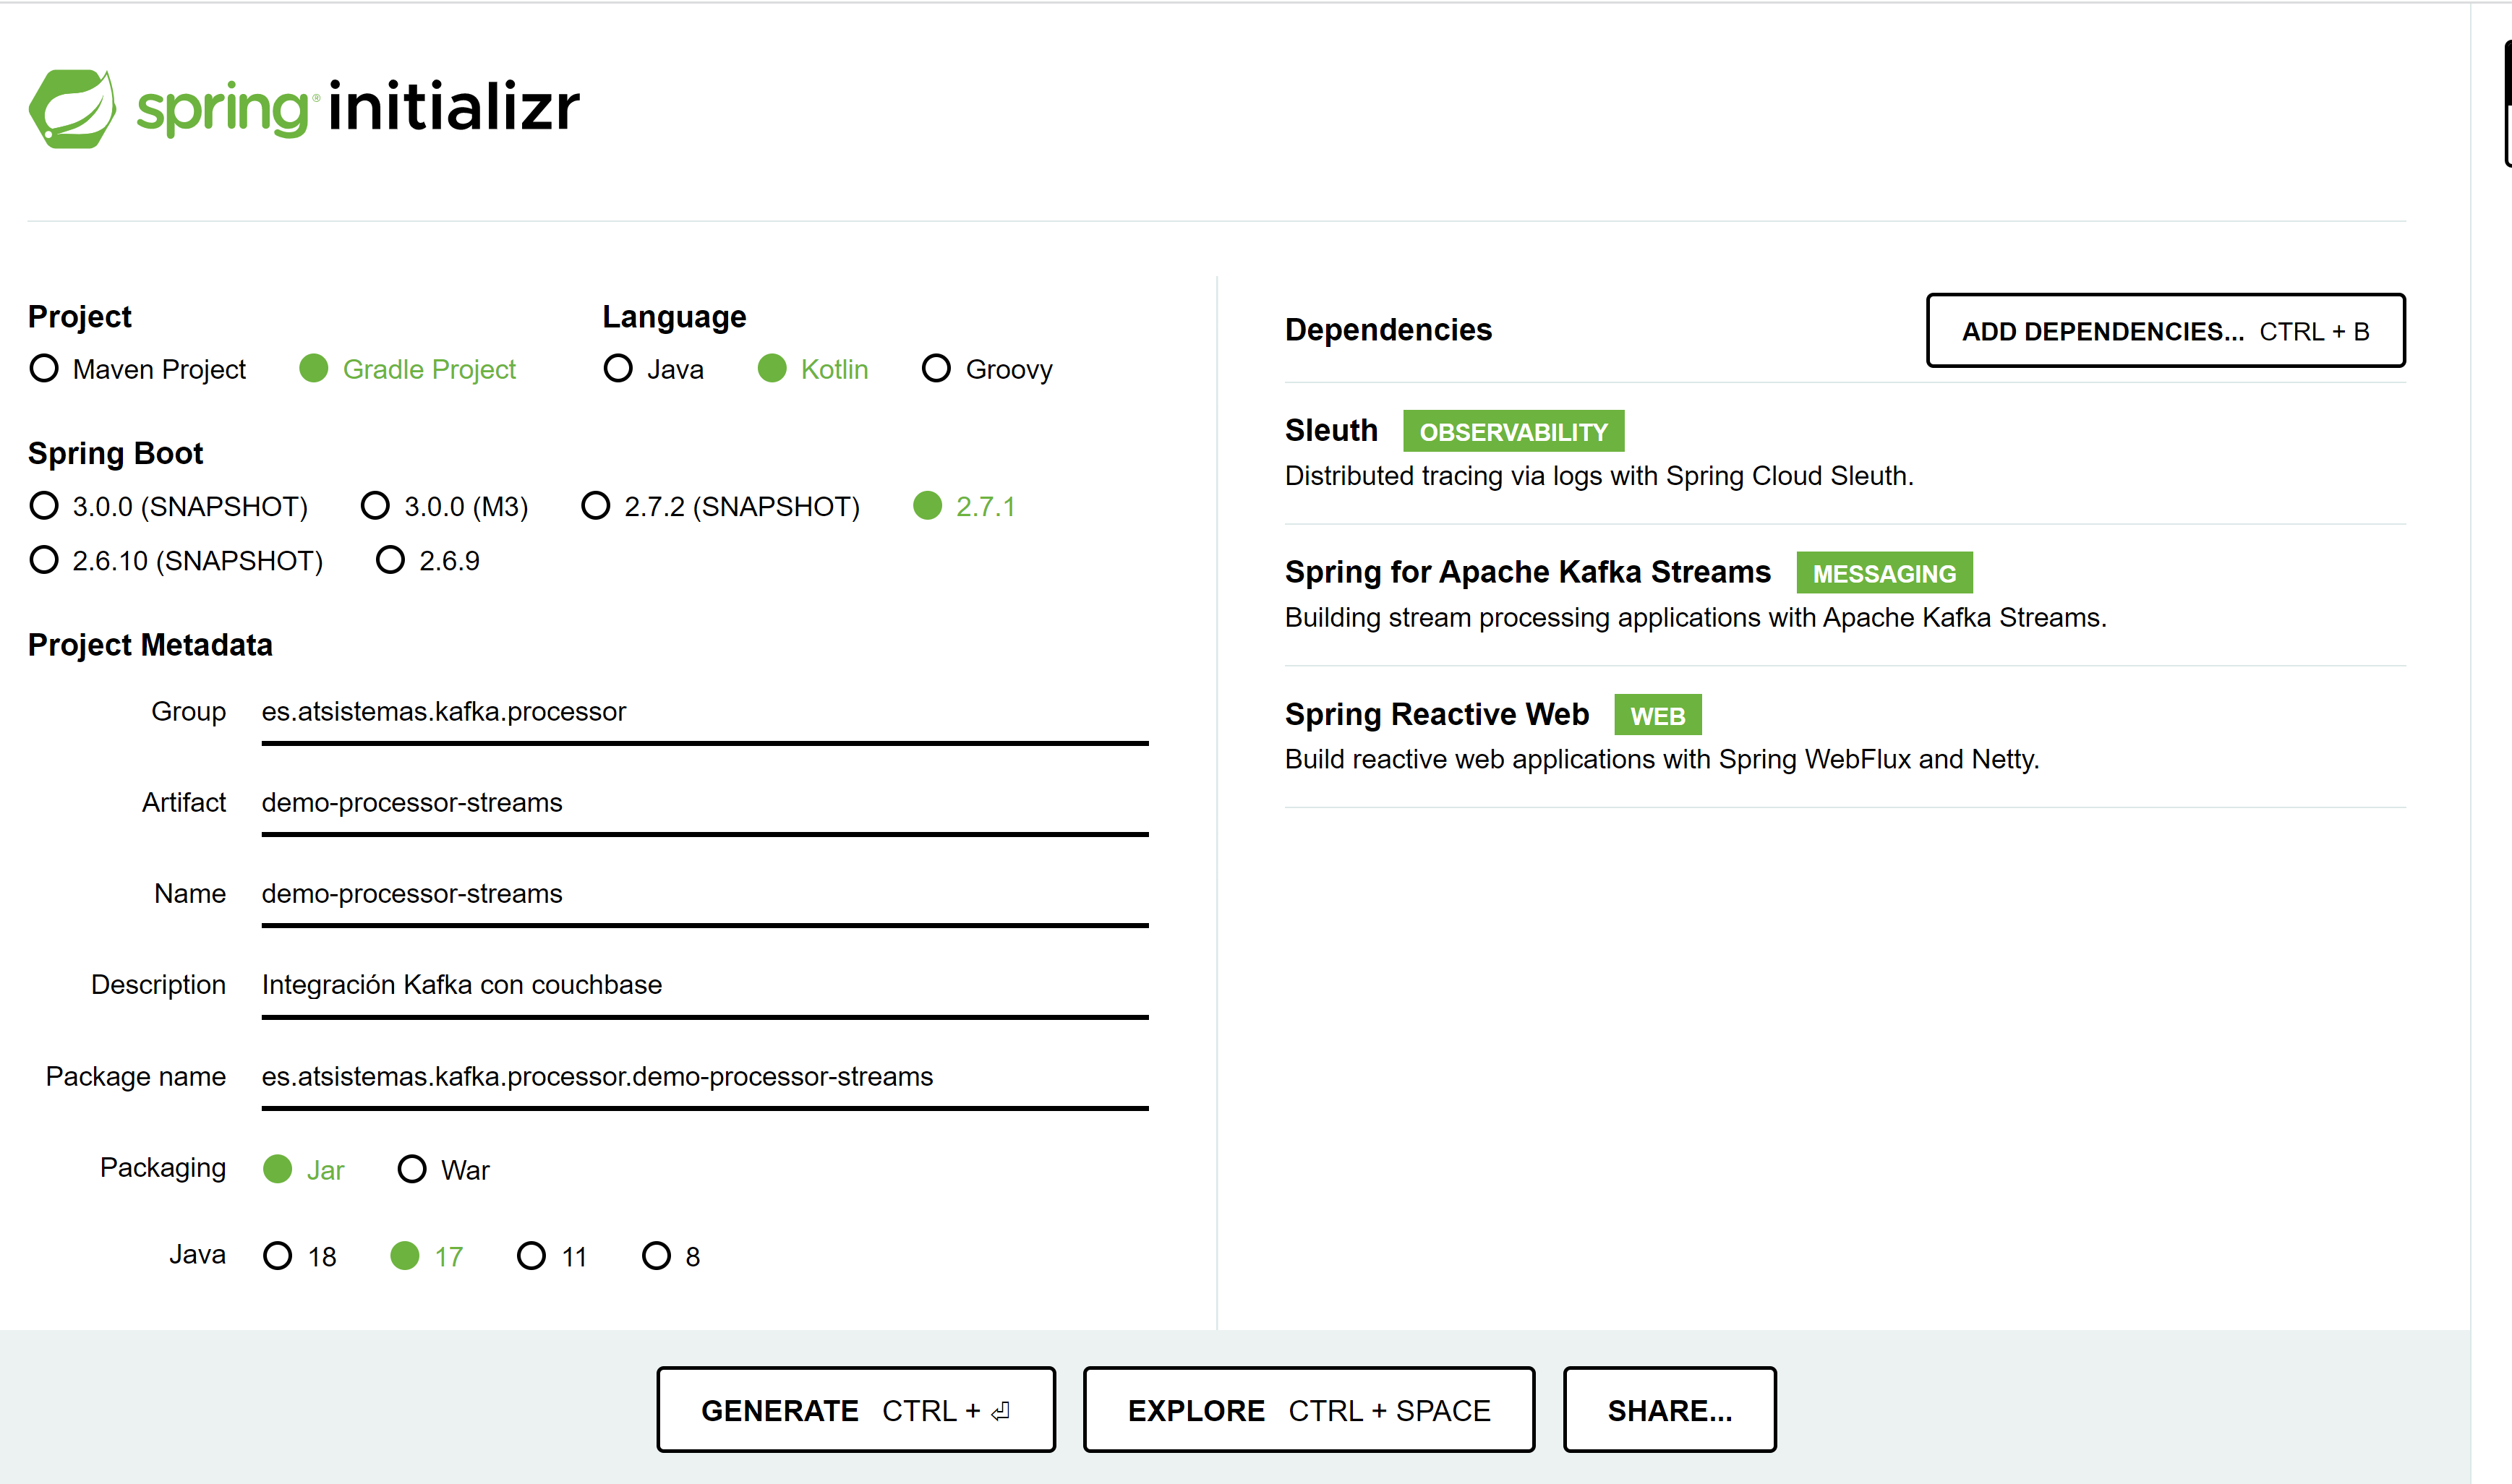 spring® initializr
Project
Maven Project Gradle Project
Language
Java Kotlin Groovy
Spring Boot
3.0.0 (SNAPSHOT) 3.0.0 (M3) 2.7.2 (SNAPSHOT) 2.7.1
2.6.10 (SNAPSHOT) 2.6.9
Project Metadata
Group es.atsistemas.kafka.processor
Artifact demo-processor-streams
Name demo-processor-streams
Description Integración Kafka con couchbase
Package name es.atsistemas.kafka.processor.demo-processor-streams
Packaging Jar War
Java 18 17 11 8
Dependencies ADD DEPENDENCIES... CTRL + B
Sleuth OBSERVABILITY
Distributed tracing via logs with Spring Cloud Sleuth.
Spring for Apache Kafka Streams MESSAGING
Building stream processing applications with Apache Kafka Streams.
Spring Reactive Web WEB
Build reactive web applications with Spring WebFlux and Netty.
GENERATE CTRL + ⏎ EXPLORE CTRL + SPACE SHARE...